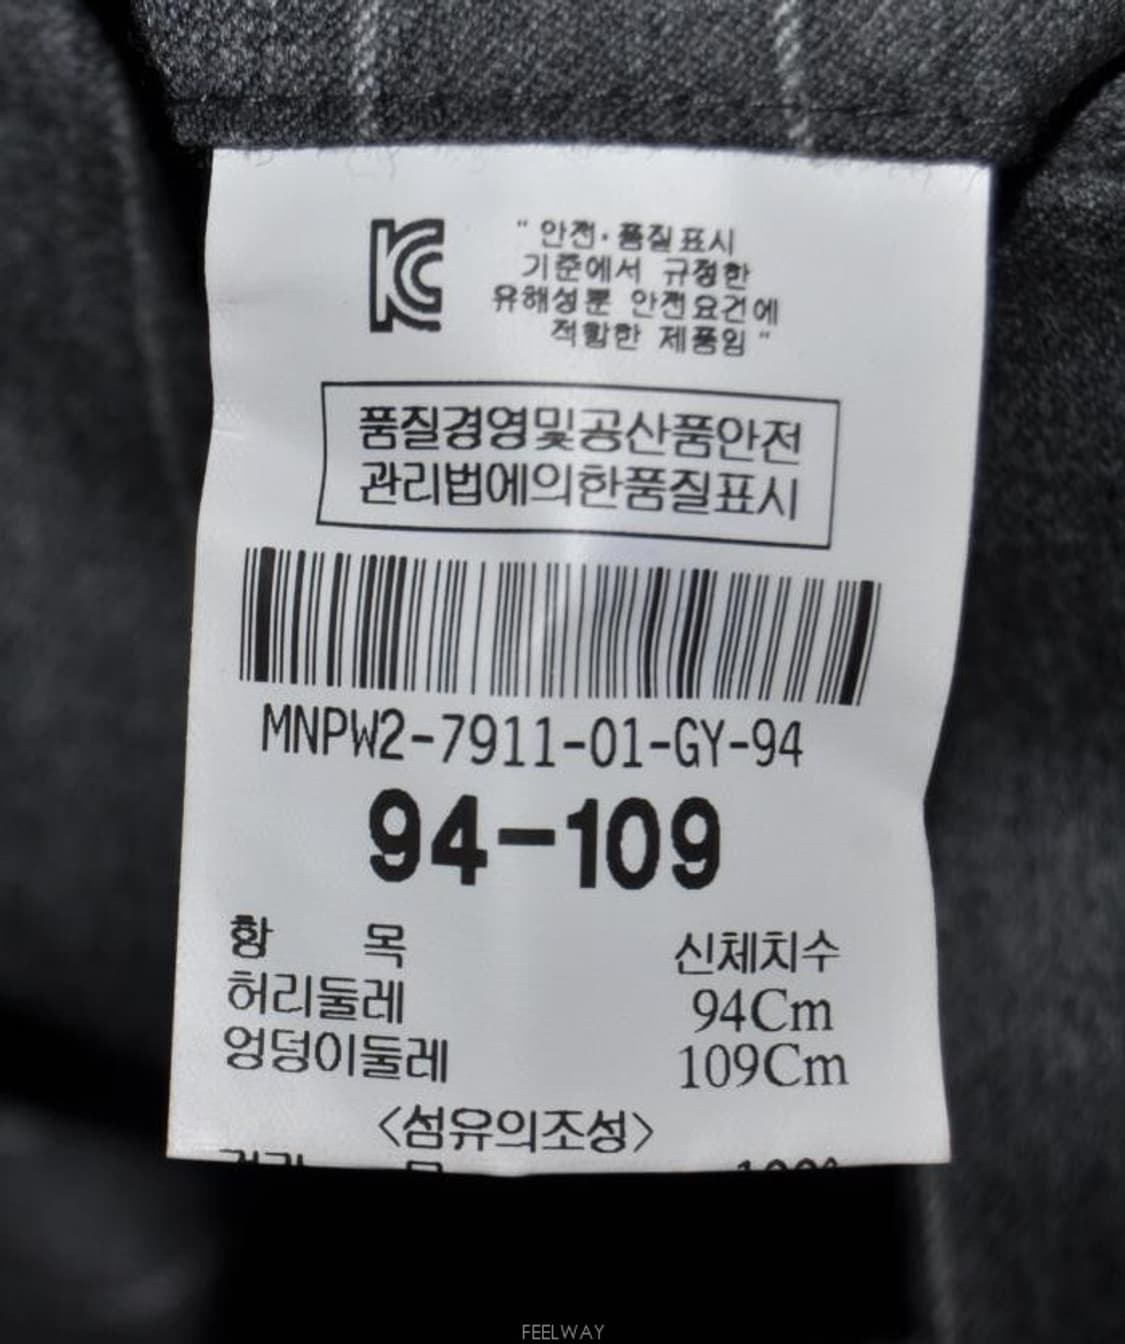 KC
" 안전·품질표시
기준에서 규정한
유해성분 안전요건에
적합한 제품임 "
품질경영및공산품안전
관리법에의한품질표시
MNPW2-7911-01-GY-94
94-109
항 목 신체치수
허리둘레 94Cm
엉덩이둘레 109Cm
<섬유의조성>
FEELWAY